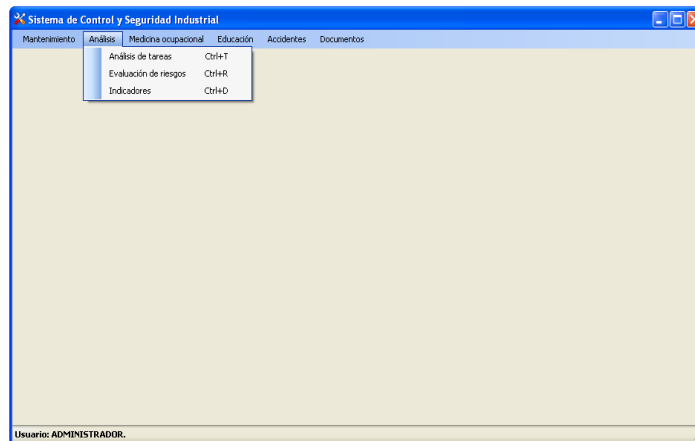 Sistema de Control y Seguridad Industrial
Mantenimiento Análisis Medicina ocupacional Educación Accidentes Documentos
Análisis de tareas Ctrl+T
Evaluación de riesgos Ctrl+R
Indicadores Ctrl+D
Usuario: ADMINISTRADOR.